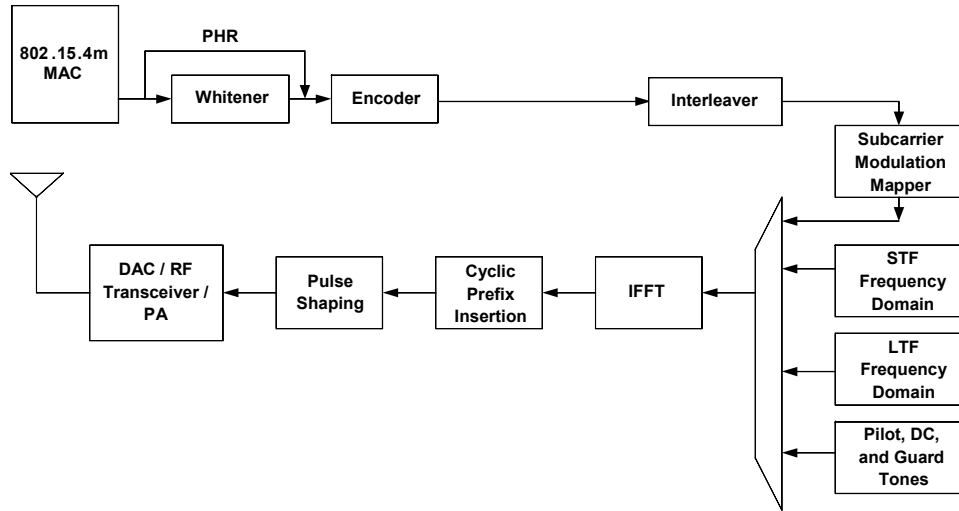 802.15.4m
MAC
PHR
Whitener
Encoder
Interleaver
Subcarrier
Modulation
Mapper
DAC / RF
Transceiver /
PA
Pulse
Shaping
Cyclic
Prefix
Insertion
IFFT
STF
Frequency
Domain
LTF
Frequency
Domain
Pilot, DC,
and Guard
Tones